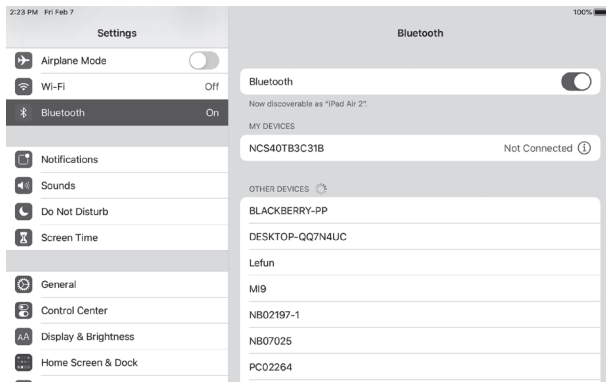 2:23 PM Fri Feb 7
100%
Settings
Airplane Mode
Wi-Fi Off
Bluetooth On
Notifications
Sounds
Do Not Disturb
Screen Time
General
Control Center
AA Display & Brightness
Home Screen & Dock
Bluetooth
Bluetooth
Now discoverable as “iPad Air 2”.
MY DEVICES
NCS40TB3C31B Not Connected i
OTHER DEVICES
BLACKBERRY-PP
DESKTOP-QQ7N4UC
Lefun
MI9
NB02197-1
NB07025
PC02264